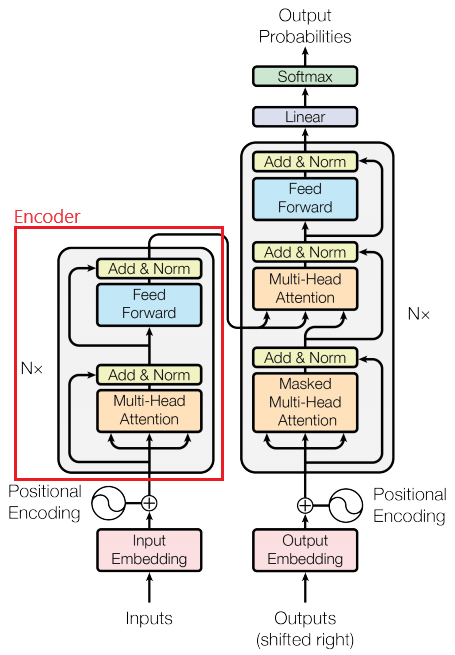 Output
Probabilities
Softmax
Linear
Add & Norm
Feed
Forward
Add & Norm
Multi-Head
Attention
Nx
Add & Norm
Masked
Multi-Head
Attention
Positional
Encoding
Output
Embedding
Outputs
(shifted right)
Encoder
Add & Norm
Feed
Forward
Nx
Add & Norm
Multi-Head
Attention
Positional
Encoding
Input
Embedding
Inputs